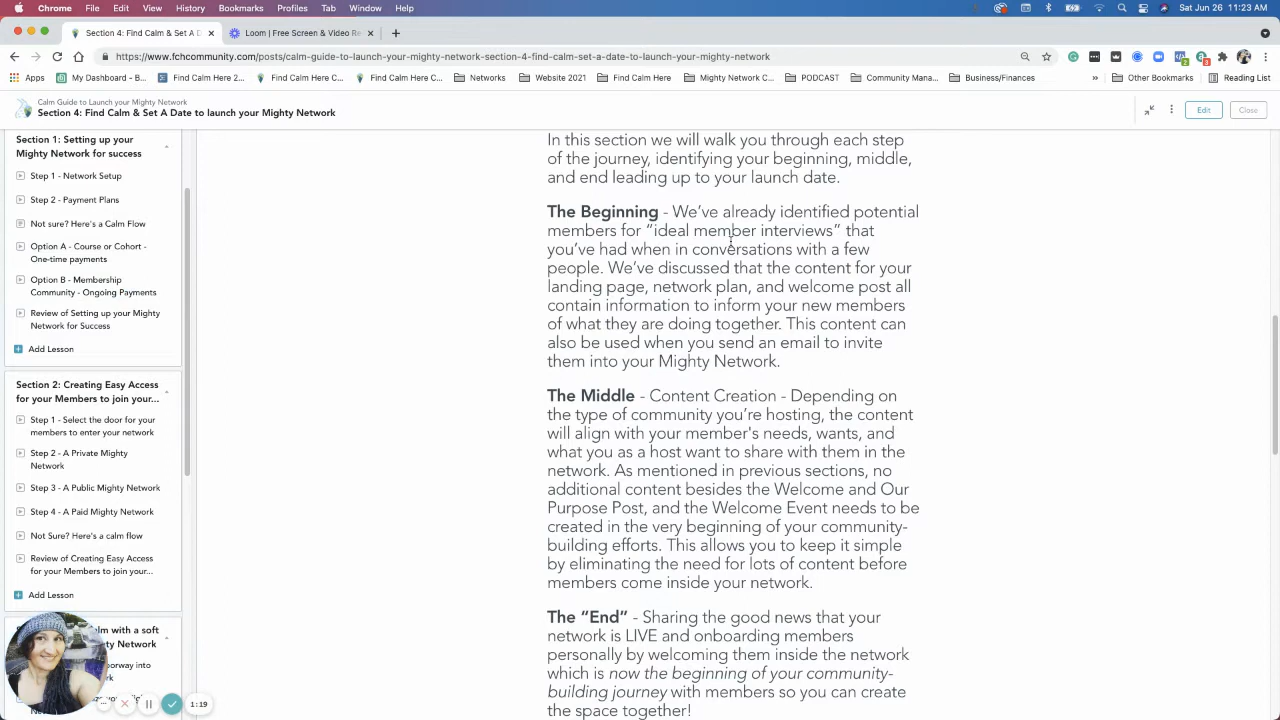 Chrome File Edit View History Bookmarks Profiles Tab Window Help
Sat Jun 26 11:23 AM
Section 4: Find Calm & Set A D
Loom | Free Screen & Video Re
https://www.fchcommunity.com/posts/calm-guide-to-launch-your-mighty-network-section-4-find-calm-set-a-date-to-launch-your-mighty-network
2
3
Apps
My Dashboard - B...
Find Calm Here 2...
Find Calm Here C...
Find Calm Here C...
Networks
Website 2021
Find Calm Here
Mighty Network C...
PODCAST
Community Mana...
Business/Finances
»
Other Bookmarks
Reading List
Calm Guide to Launch your Mighty Network
Section 4: Find Calm & Set A Date to launch your Mighty Network
Edit
Close
Section 1: Setting up your
Mighty Network for success
Step 1 - Network Setup
Step 2 - Payment Plans
Not sure? Here's a Calm Flow
Option A - Course or Cohort -
One-time payments
Option B - Membership
Community - Ongoing Payments
Review of Setting up your Mighty
Network for Success
Add Lesson
Section 2: Creating Easy Access
for your Members to join your...
Step 1 - Select the door for your
members to enter your network
Step 2 - A Private Mighty
Network
Step 3 - A Public Mighty Network
Step 4 - A Paid Mighty Network
Not Sure? Here's a calm flow
Review of Creating Easy Access
for your Members to join your...
Add Lesson
lm with a soft
ty Network
oorway into
1:19
In this section we will walk you through each step
of the journey, identifying your beginning, middle,
and end leading up to your launch date.
The Beginning - We’ve already identified potential
members for “ideal member interviews” that
you’ve had when in conversations with a few
people. We’ve discussed that the content for your
landing page, network plan, and welcome post all
contain information to inform your new members
of what they are doing together. This content can
also be used when you send an email to invite
them into your Mighty Network.
The Middle - Content Creation - Depending on
the type of community you’re hosting, the content
will align with your member's needs, wants, and
what you as a host want to share with them in the
network. As mentioned in previous sections, no
additional content besides the Welcome and Our
Purpose Post, and the Welcome Event needs to be
created in the very beginning of your community-
building efforts. This allows you to keep it simple
by eliminating the need for lots of content before
members come inside your network.
The “End” - Sharing the good news that your
network is LIVE and onboarding members
personally by welcoming them inside the network
which is now the beginning of your community-
building journey with members so you can create
the space together!